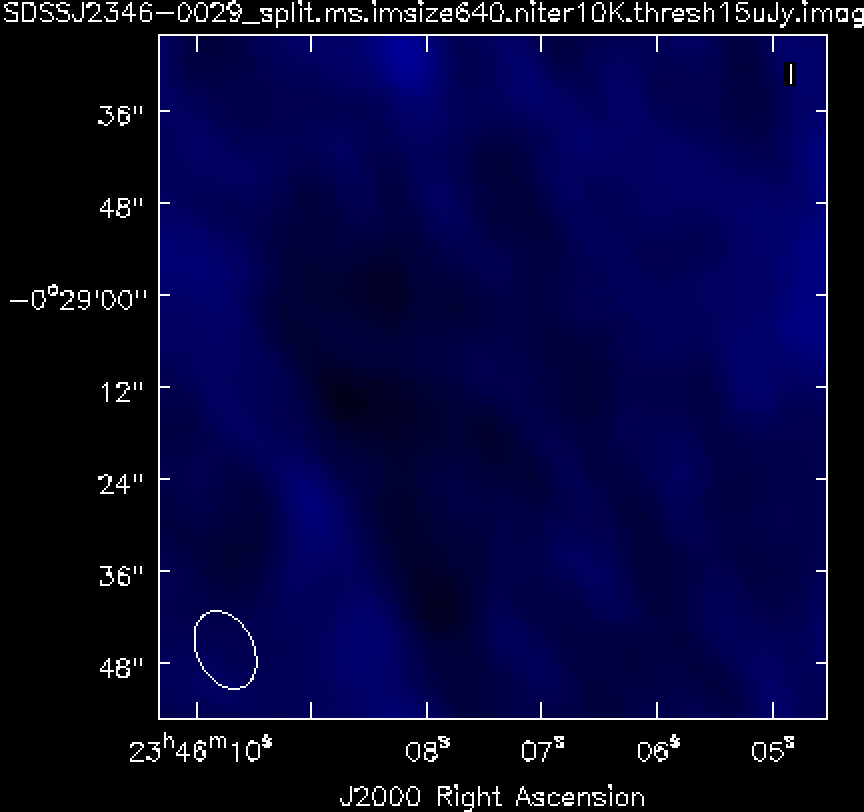 SDSSJ2346-0029_split.ms.imsize640.niter10K.thresh15uJy.imag
I
36"
48"
-0°29'00"
12"
24"
36"
48"
23ʰ46ᵐ10ˢ 08ˢ 07ˢ 06ˢ 05ˢ
J2000 Right Ascension